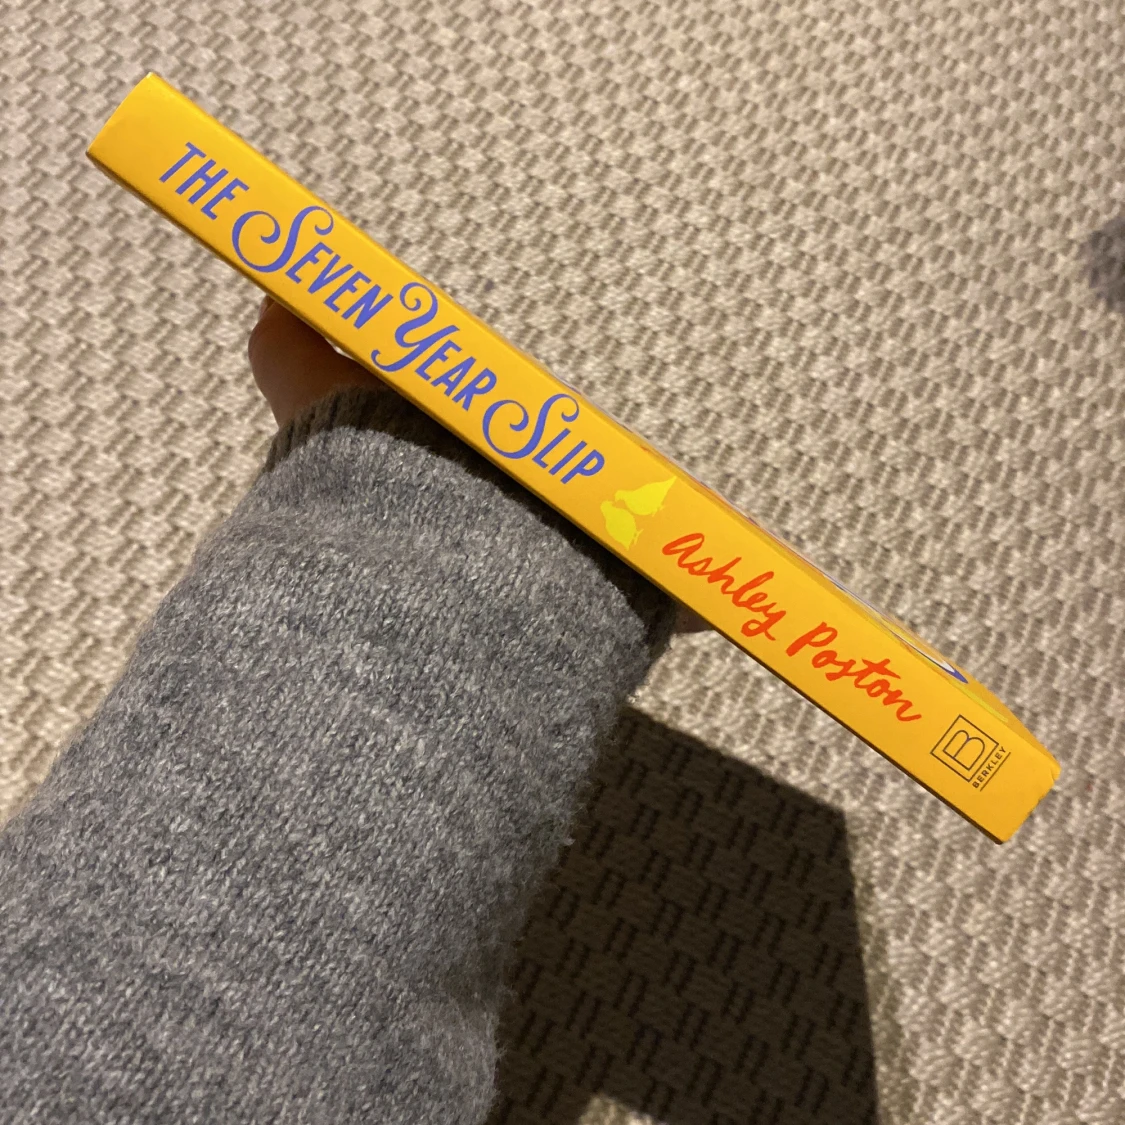 THE SEVEN YEAR SLIP
Ashley Poston
B
BERKLEY